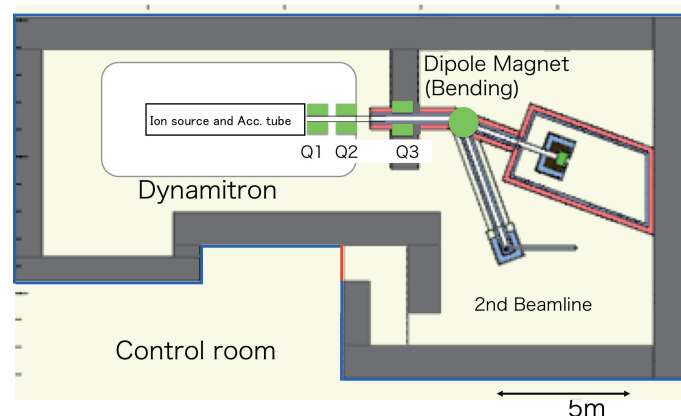 Dipole Magnet
(Bending)
Ion source and Acc. tube
Q1
Q2
Q3
Dynamitron
2nd Beamline
Control room
5m